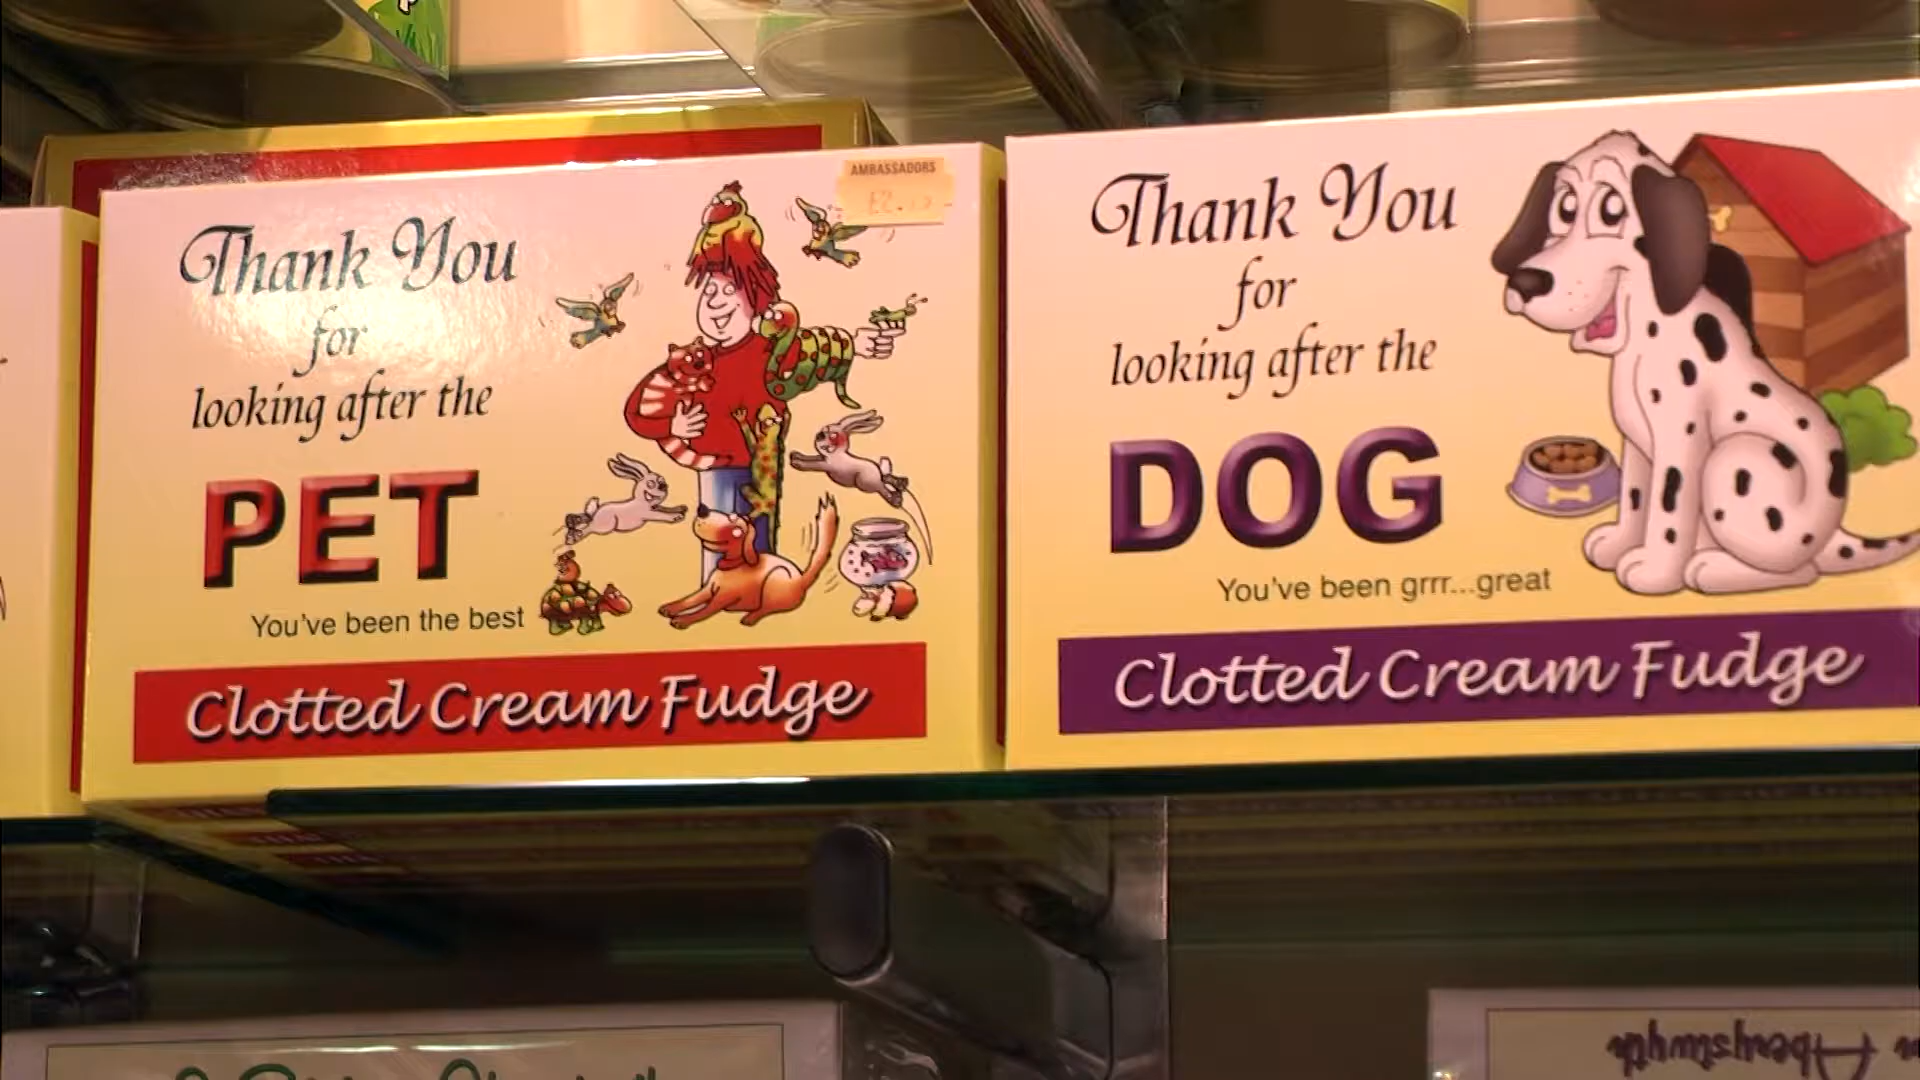 AMBASSADORS
Thank You
for
looking after the
PET
You've been the best
Clotted Cream Fudge
Thank You
for
looking after the
DOG
You've been grrr...great
Clotted Cream Fudge
Aberystwyth